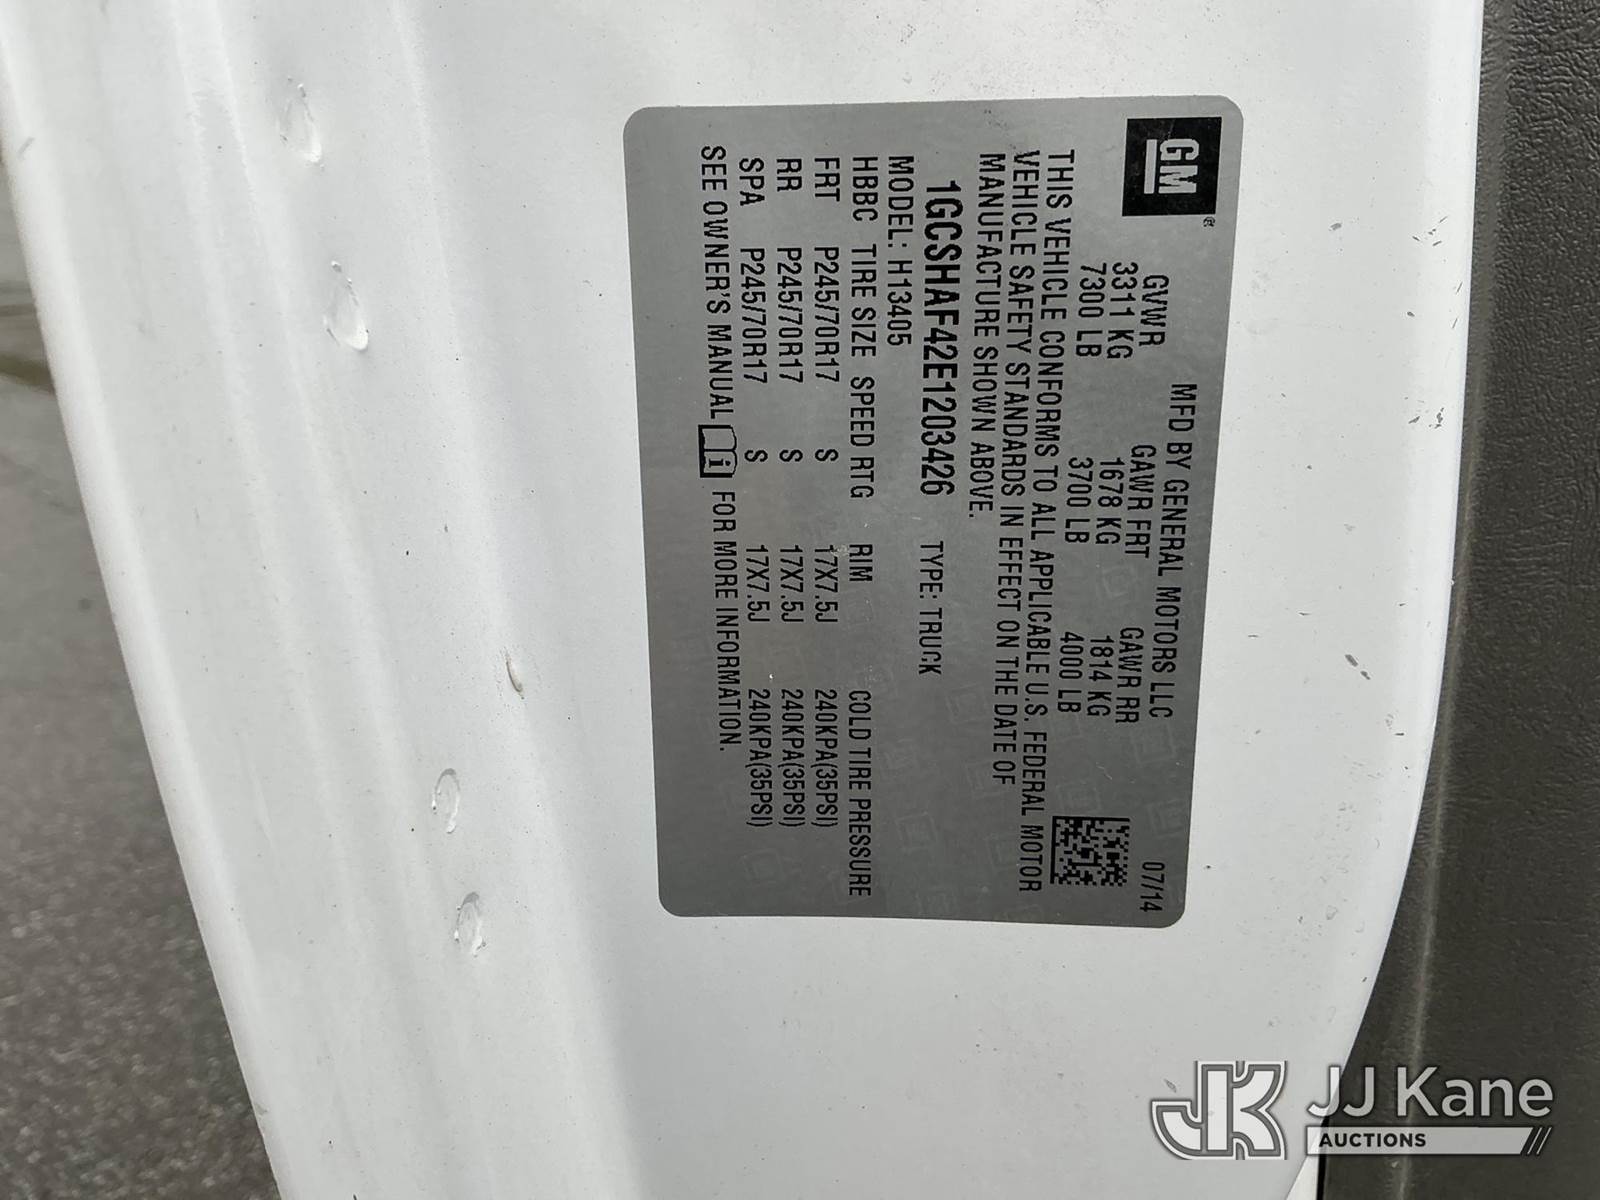 GM®
MFD BY GENERAL MOTORS LLC 07/14
GVWR GAWR FRT GAWR RR
3311 KG 1678 KG 1814 KG
7300 LB 3700 LB 4000 LB
THIS VEHICLE CONFORMS TO ALL APPLICABLE U.S. FEDERAL MOTOR
VEHICLE SAFETY STANDARDS IN EFFECT ON THE DATE OF
MANUFACTURE SHOWN ABOVE.
1GCSHAF42E1203426 TYPE: TRUCK
MODEL: H13405
HBBC TIRE SIZE SPEED RTG RIM COLD TIRE PRESSURE
FRT P245/70R17 S 17X7.5J 240KPA(35PSI)
RR P245/70R17 S 17X7.5J 240KPA(35PSI)
SPA P245/70R17 S 17X7.5J 240KPA(35PSI)
SEE OWNER'S MANUAL FOR MORE INFORMATION.
JK JJ Kane
AUCTIONS